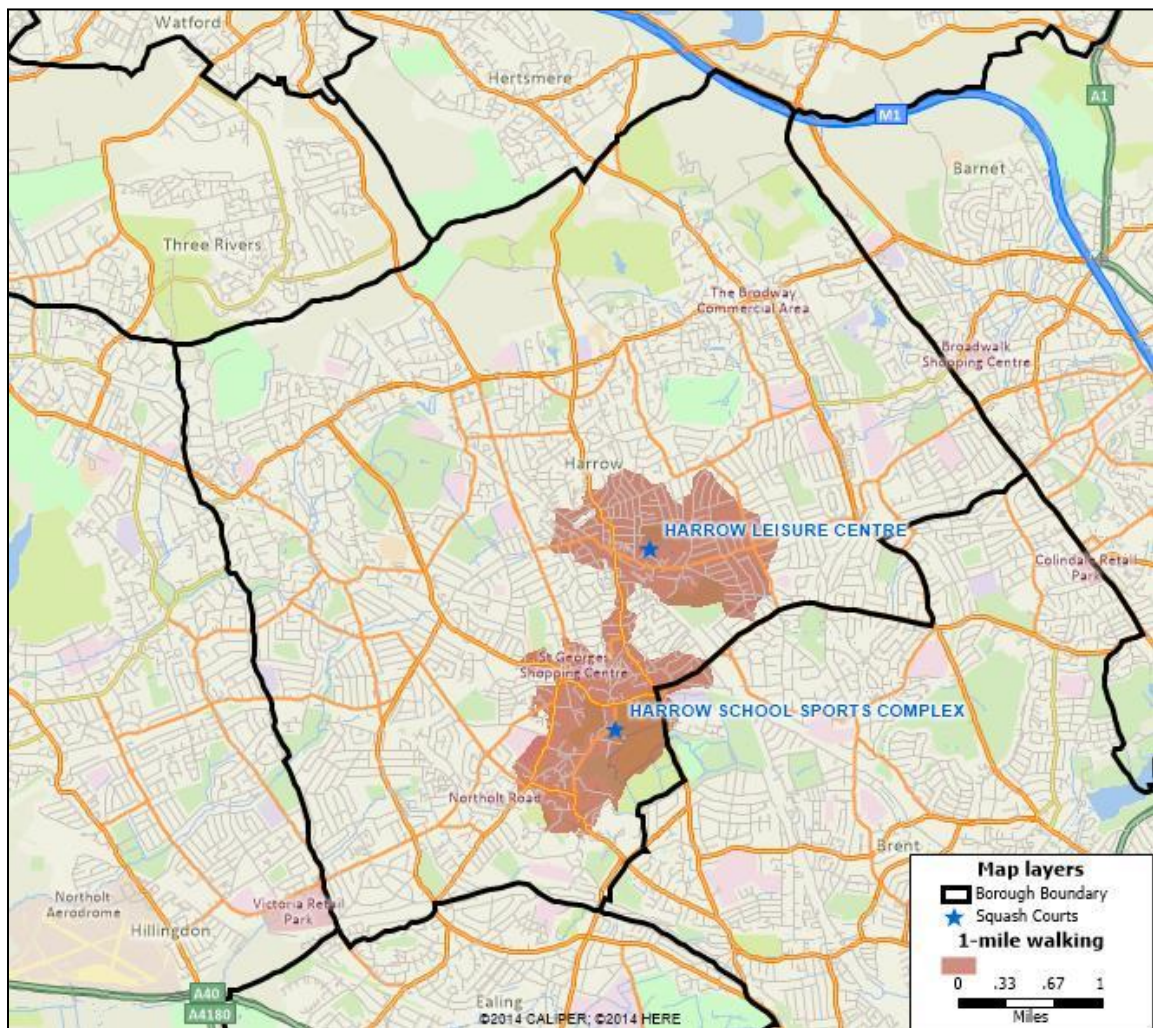 Watford
Hertsmere
A1
M1
Barnet
Three Rivers
The Brodway
Commercial Area
Broadwalk
Shopping Centre
Harrow
HARROW LEISURE CENTRE
Colindale Retail
Park
St Georges
Shopping Centre
HARROW SCHOOL SPORTS COMPLEX
Northolt Road
Brent
Northolt
Aerodrome
Victoria Retail
Park
Hillingdon
A40
A4180
Ealing
©2014 CALIPER; ©2014 HERE
Map layers
Borough Boundary
Squash Courts
1-mile walking
0 .33 .67 1
Miles